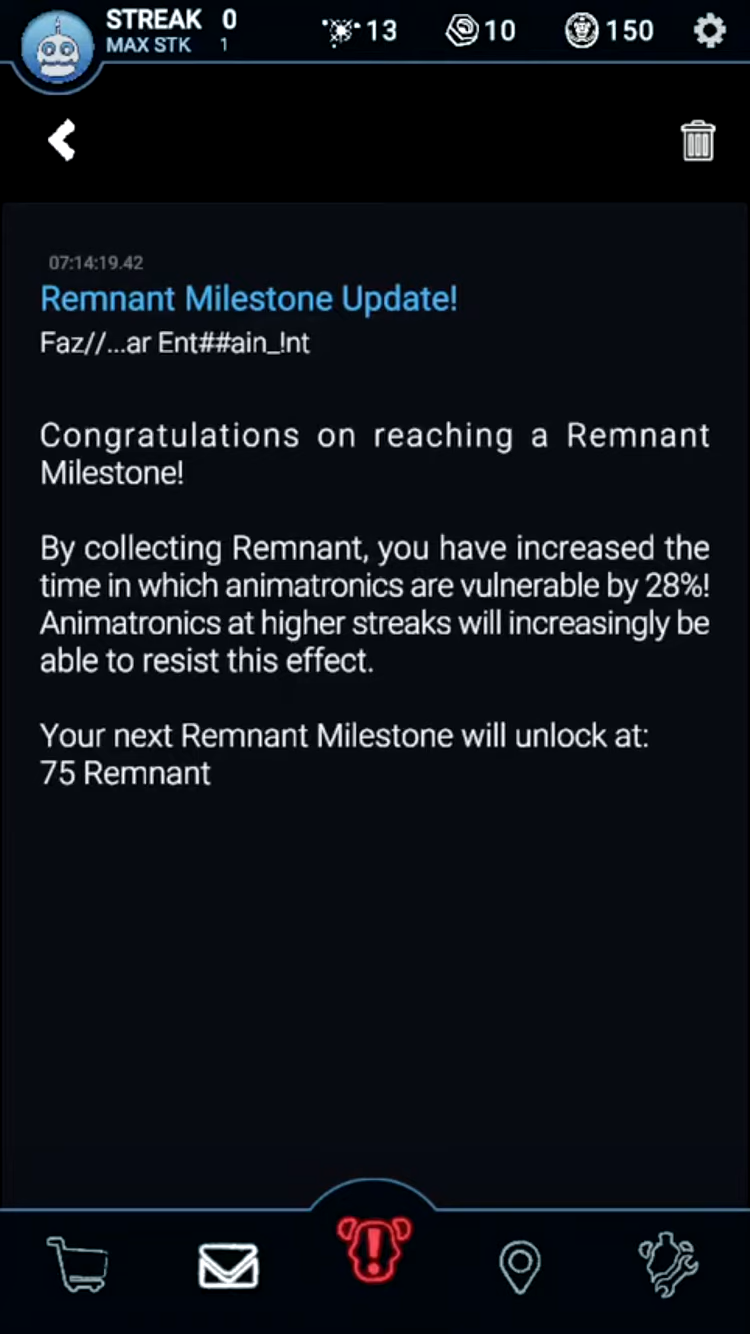 STREAK 0 13 10 150
MAX STK 1
07:14:19.42
Remnant Milestone Update!
Faz//...ar Ent##ain_!nt
Congratulations on reaching a Remnant
Milestone!
By collecting Remnant, you have increased the
time in which animatronics are vulnerable by 28%!
Animatronics at higher streaks will increasingly be
able to resist this effect.
Your next Remnant Milestone will unlock at:
75 Remnant